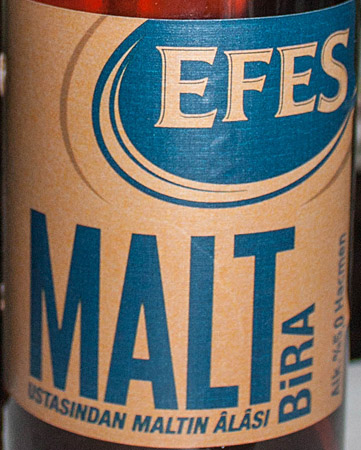 EFES
MALT
BiRA
USTASINDAN MALTIN ÂLÂSI
Alk.%5,0 Hacmen